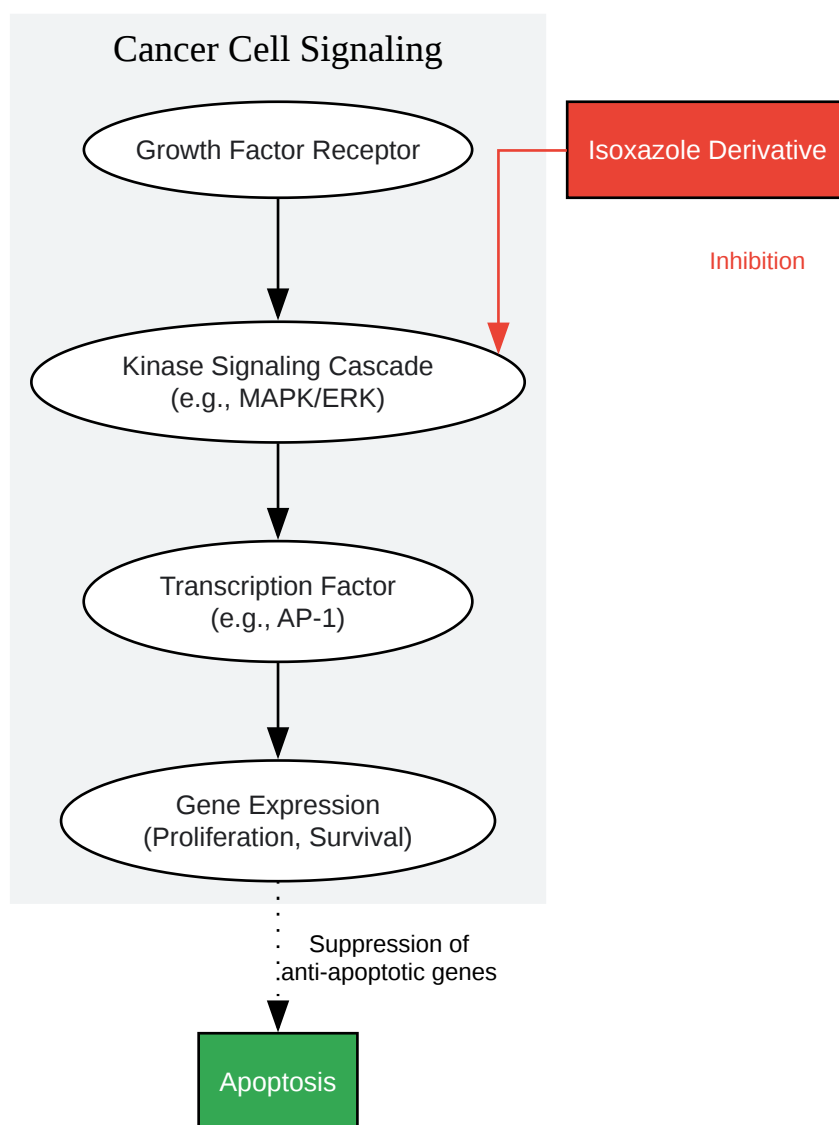 Cancer Cell Signaling
Growth Factor Receptor
Isoxazole Derivative
Inhibition
Kinase Signaling Cascade
(e.g., MAPK/ERK)
Transcription Factor
(e.g., AP-1)
Gene Expression
(Proliferation, Survival)
Suppression of
anti-apoptotic genes
Apoptosis